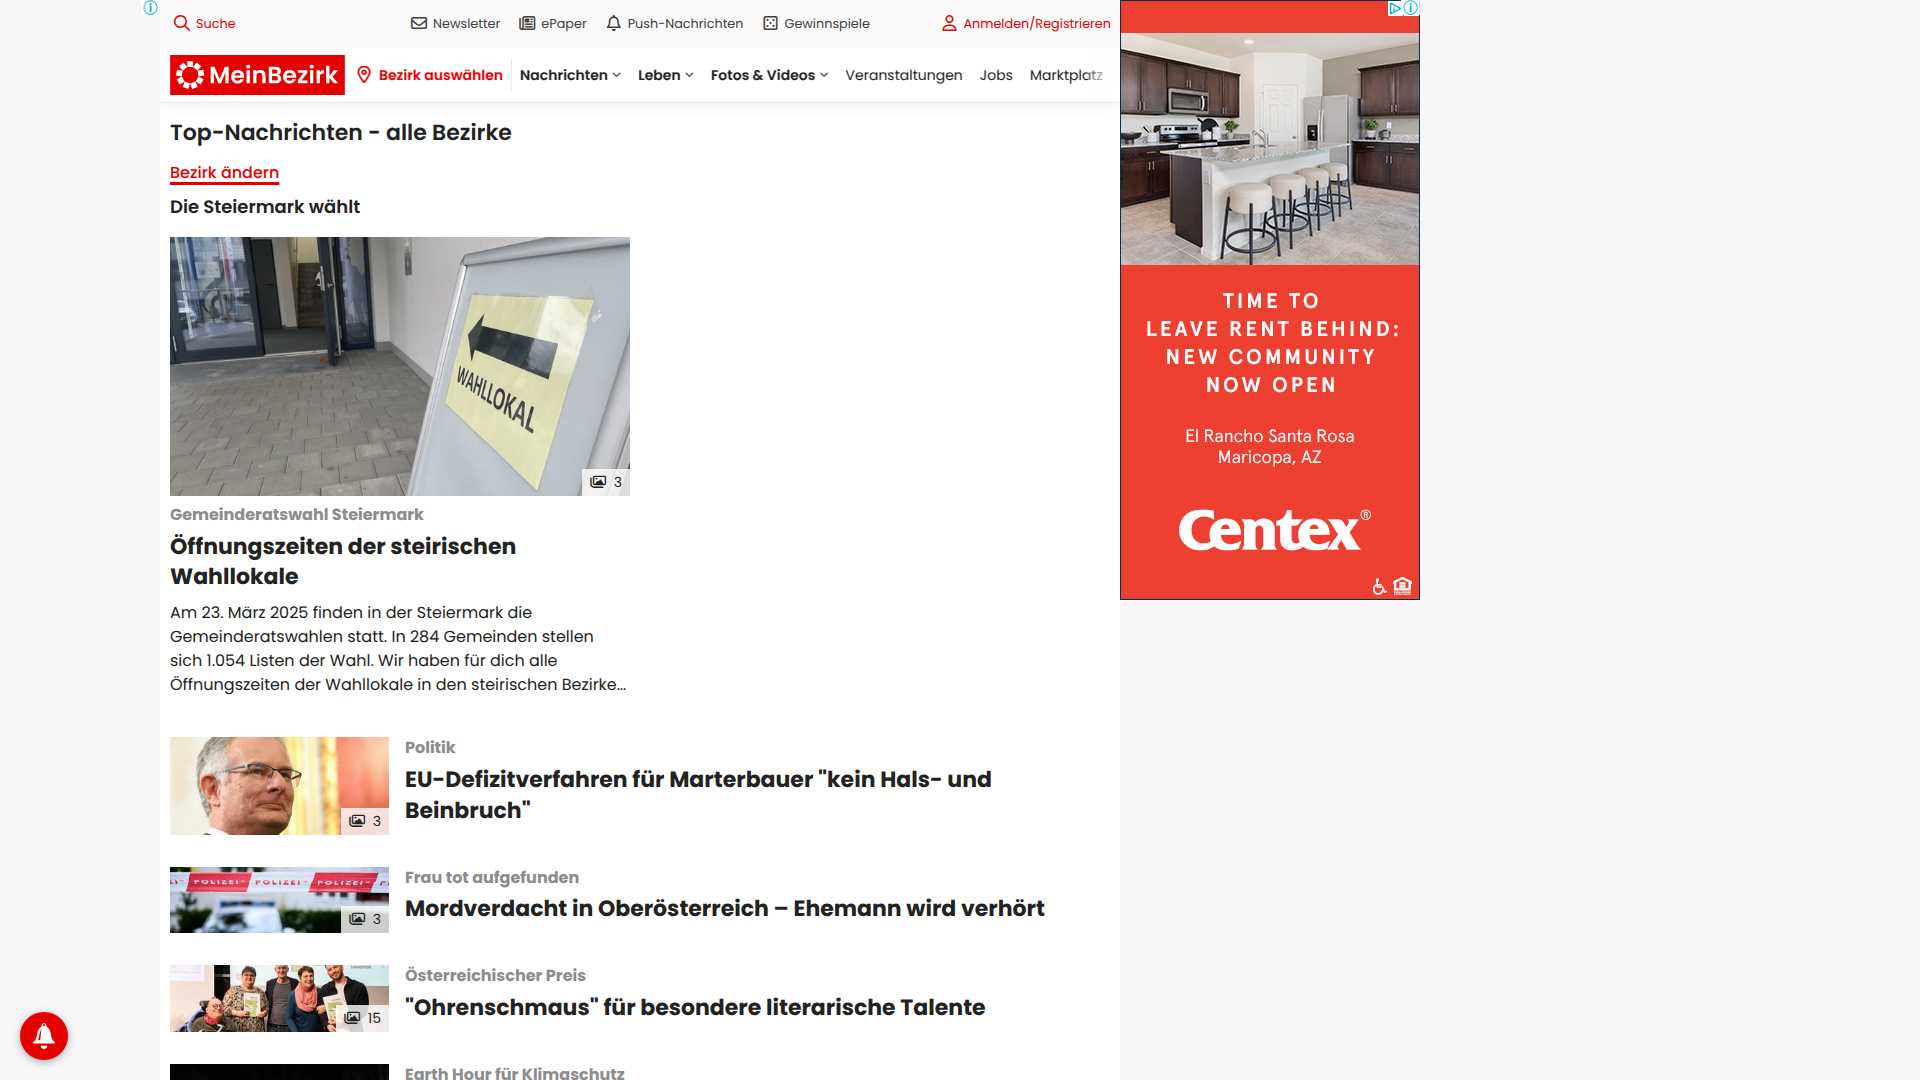 Suche
Newsletter
ePaper
Push-Nachrichten
Gewinnspiele
Anmelden/Registrieren
MeinBezirk
Bezirk auswählen
Nachrichten
Leben
Fotos & Videos
Veranstaltungen
Jobs
Marktplatz
Top-Nachrichten - alle Bezirke
Bezirk ändern
Die Steiermark wählt
WAHLLOKAL
3
Gemeinderatswahl Steiermark
Öffnungszeiten der steirischen
Wahllokale
Am 23. März 2025 finden in der Steiermark die
Gemeinderatswahlen statt. In 284 Gemeinden stellen
sich 1.054 Listen der Wahl. Wir haben für dich alle
Öffnungszeiten der Wahllokale in den steirischen Bezirke...
3
Politik
EU-Defizitverfahren für Marterbauer "kein Hals- und
Beinbruch"
POLIZEI POLIZEI POLIZEI
3
Frau tot aufgefunden
Mordverdacht in Oberösterreich – Ehemann wird verhört
15
Österreichischer Preis
"Ohrenschmaus" für besondere literarische Talente
Earth Hour für Klimaschutz
TIME TO
LEAVE RENT BEHIND:
NEW COMMUNITY
NOW OPEN
El Rancho Santa Rosa
Maricopa, AZ
Centex®